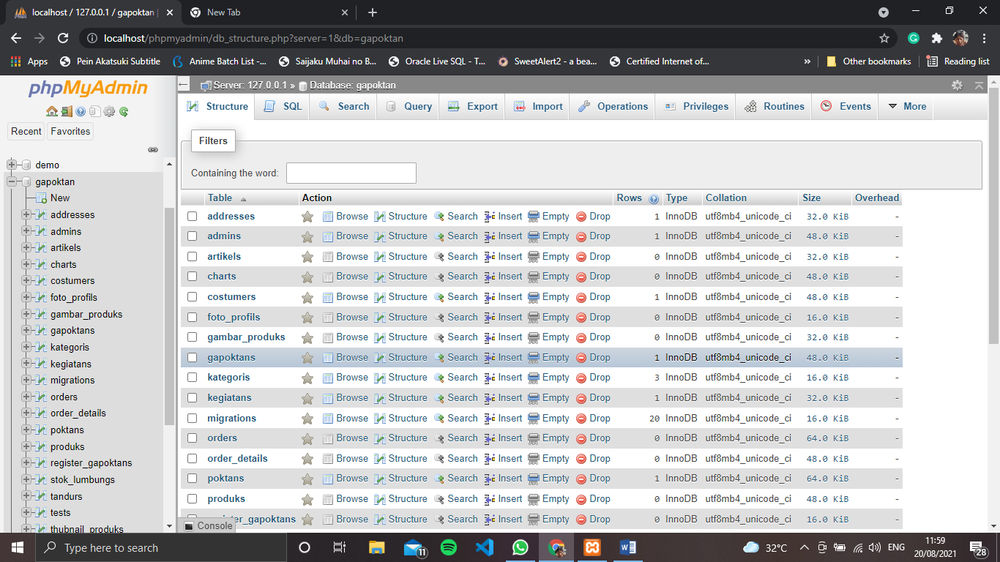 localhost / 127.0.0.1 / gapoktan |
New Tab
localhost/phpmyadmin/db_structure.php?server=1&db=gapoktan
Apps Pein Akatsuki Subtitle Anime Batch List -... Saijaku Muhai no B... Oracle Live SQL - T... SweetAlert2 - a bea... Certified Internet of... » Other bookmarks Reading list
phpMyAdmin
Recent Favorites
demo
gapoktan
New
addresses
admins
artikels
charts
costumers
foto_profils
gambar_produks
gapoktans
kategoris
kegiatans
migrations
orders
order_details
poktans
produks
register_gapoktans
stok_lumbungs
tandurs
tests
thubnail_produks
Server: 127.0.0.1 » Database: gapoktan
Structure SQL Search Query Export Import Operations Privileges Routines Events More
Filters
Containing the word:
Table Action Rows Type Collation Size Overhead
addresses Browse Structure Search Insert Empty Drop 1 InnoDB utf8mb4_unicode_ci 32.0 KiB -
admins Browse Structure Search Insert Empty Drop 1 InnoDB utf8mb4_unicode_ci 48.0 KiB -
artikels Browse Structure Search Insert Empty Drop 0 InnoDB utf8mb4_unicode_ci 32.0 KiB -
charts Browse Structure Search Insert Empty Drop 0 InnoDB utf8mb4_unicode_ci 48.0 KiB -
costumers Browse Structure Search Insert Empty Drop 1 InnoDB utf8mb4_unicode_ci 48.0 KiB -
foto_profils Browse Structure Search Insert Empty Drop 0 InnoDB utf8mb4_unicode_ci 16.0 KiB -
gambar_produks Browse Structure Search Insert Empty Drop 0 InnoDB utf8mb4_unicode_ci 32.0 KiB -
gapoktans Browse Structure Search Insert Empty Drop 1 InnoDB utf8mb4_unicode_ci 48.0 KiB -
kategoris Browse Structure Search Insert Empty Drop 3 InnoDB utf8mb4_unicode_ci 16.0 KiB -
kegiatans Browse Structure Search Insert Empty Drop 1 InnoDB utf8mb4_unicode_ci 32.0 KiB -
migrations Browse Structure Search Insert Empty Drop 20 InnoDB utf8mb4_unicode_ci 16.0 KiB -
orders Browse Structure Search Insert Empty Drop 0 InnoDB utf8mb4_unicode_ci 64.0 KiB -
order_details Browse Structure Search Insert Empty Drop 0 InnoDB utf8mb4_unicode_ci 48.0 KiB -
poktans Browse Structure Search Insert Empty Drop 1 InnoDB utf8mb4_unicode_ci 64.0 KiB -
produks Browse Structure Search Insert Empty Drop 0 InnoDB utf8mb4_unicode_ci 48.0 KiB -
register_gapoktans Browse Structure Search Insert Empty Drop 0 InnoDB utf8mb4_unicode_ci 16.0 KiB -
Console
Type here to search
11
32°C
ENG
11:59
20/08/2021
28